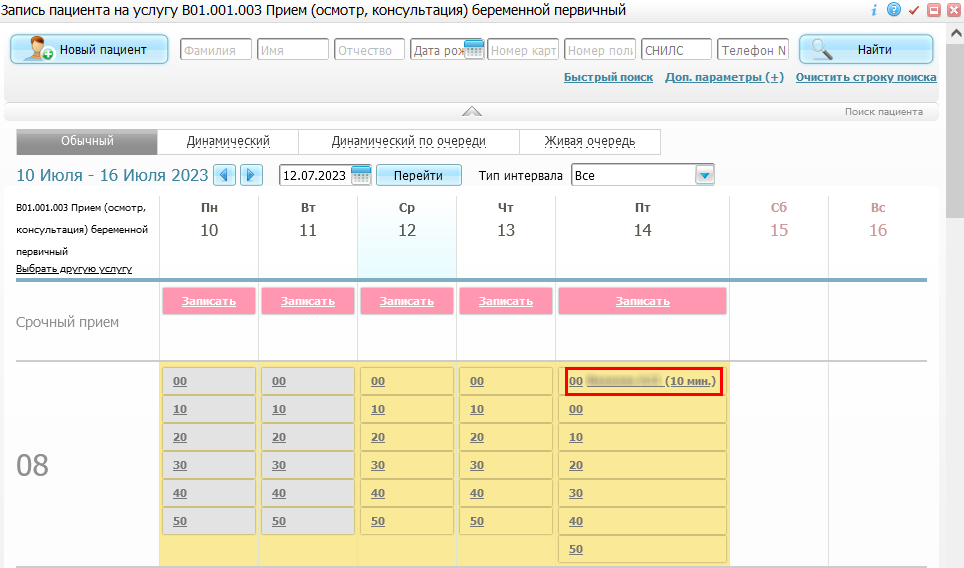 Запись пациента на услугу B01.001.003 Прием (осмотр, консультация) беременной первичный
Новый пациент Фамилия Имя Отчество Дата рож Номер карт Номер поли СНИЛС Телефон N Найти
Быстрый поиск Доп. параметры (+) Очистить строку поиска
Поиск пациента
Обычный Динамический Динамический по очереди Живая очередь
10 Июля - 16 Июля 2023 12.07.2023 Перейти Тип интервала Все
B01.001.003 Прием (осмотр,
консультация) беременной
первичный
Выбрать другую услугу
Пн Вт Ср Чт Пт Сб Вс
10 11 12 13 14 15 16
Записать Записать Записать Записать Записать
Срочный прием
08
00 00 00 00 00 (10 мин.)
10 10 10 10 00
20 20 20 20 10
30 30 30 30 20
40 40 40 40 30
50 50 50 50 40
50